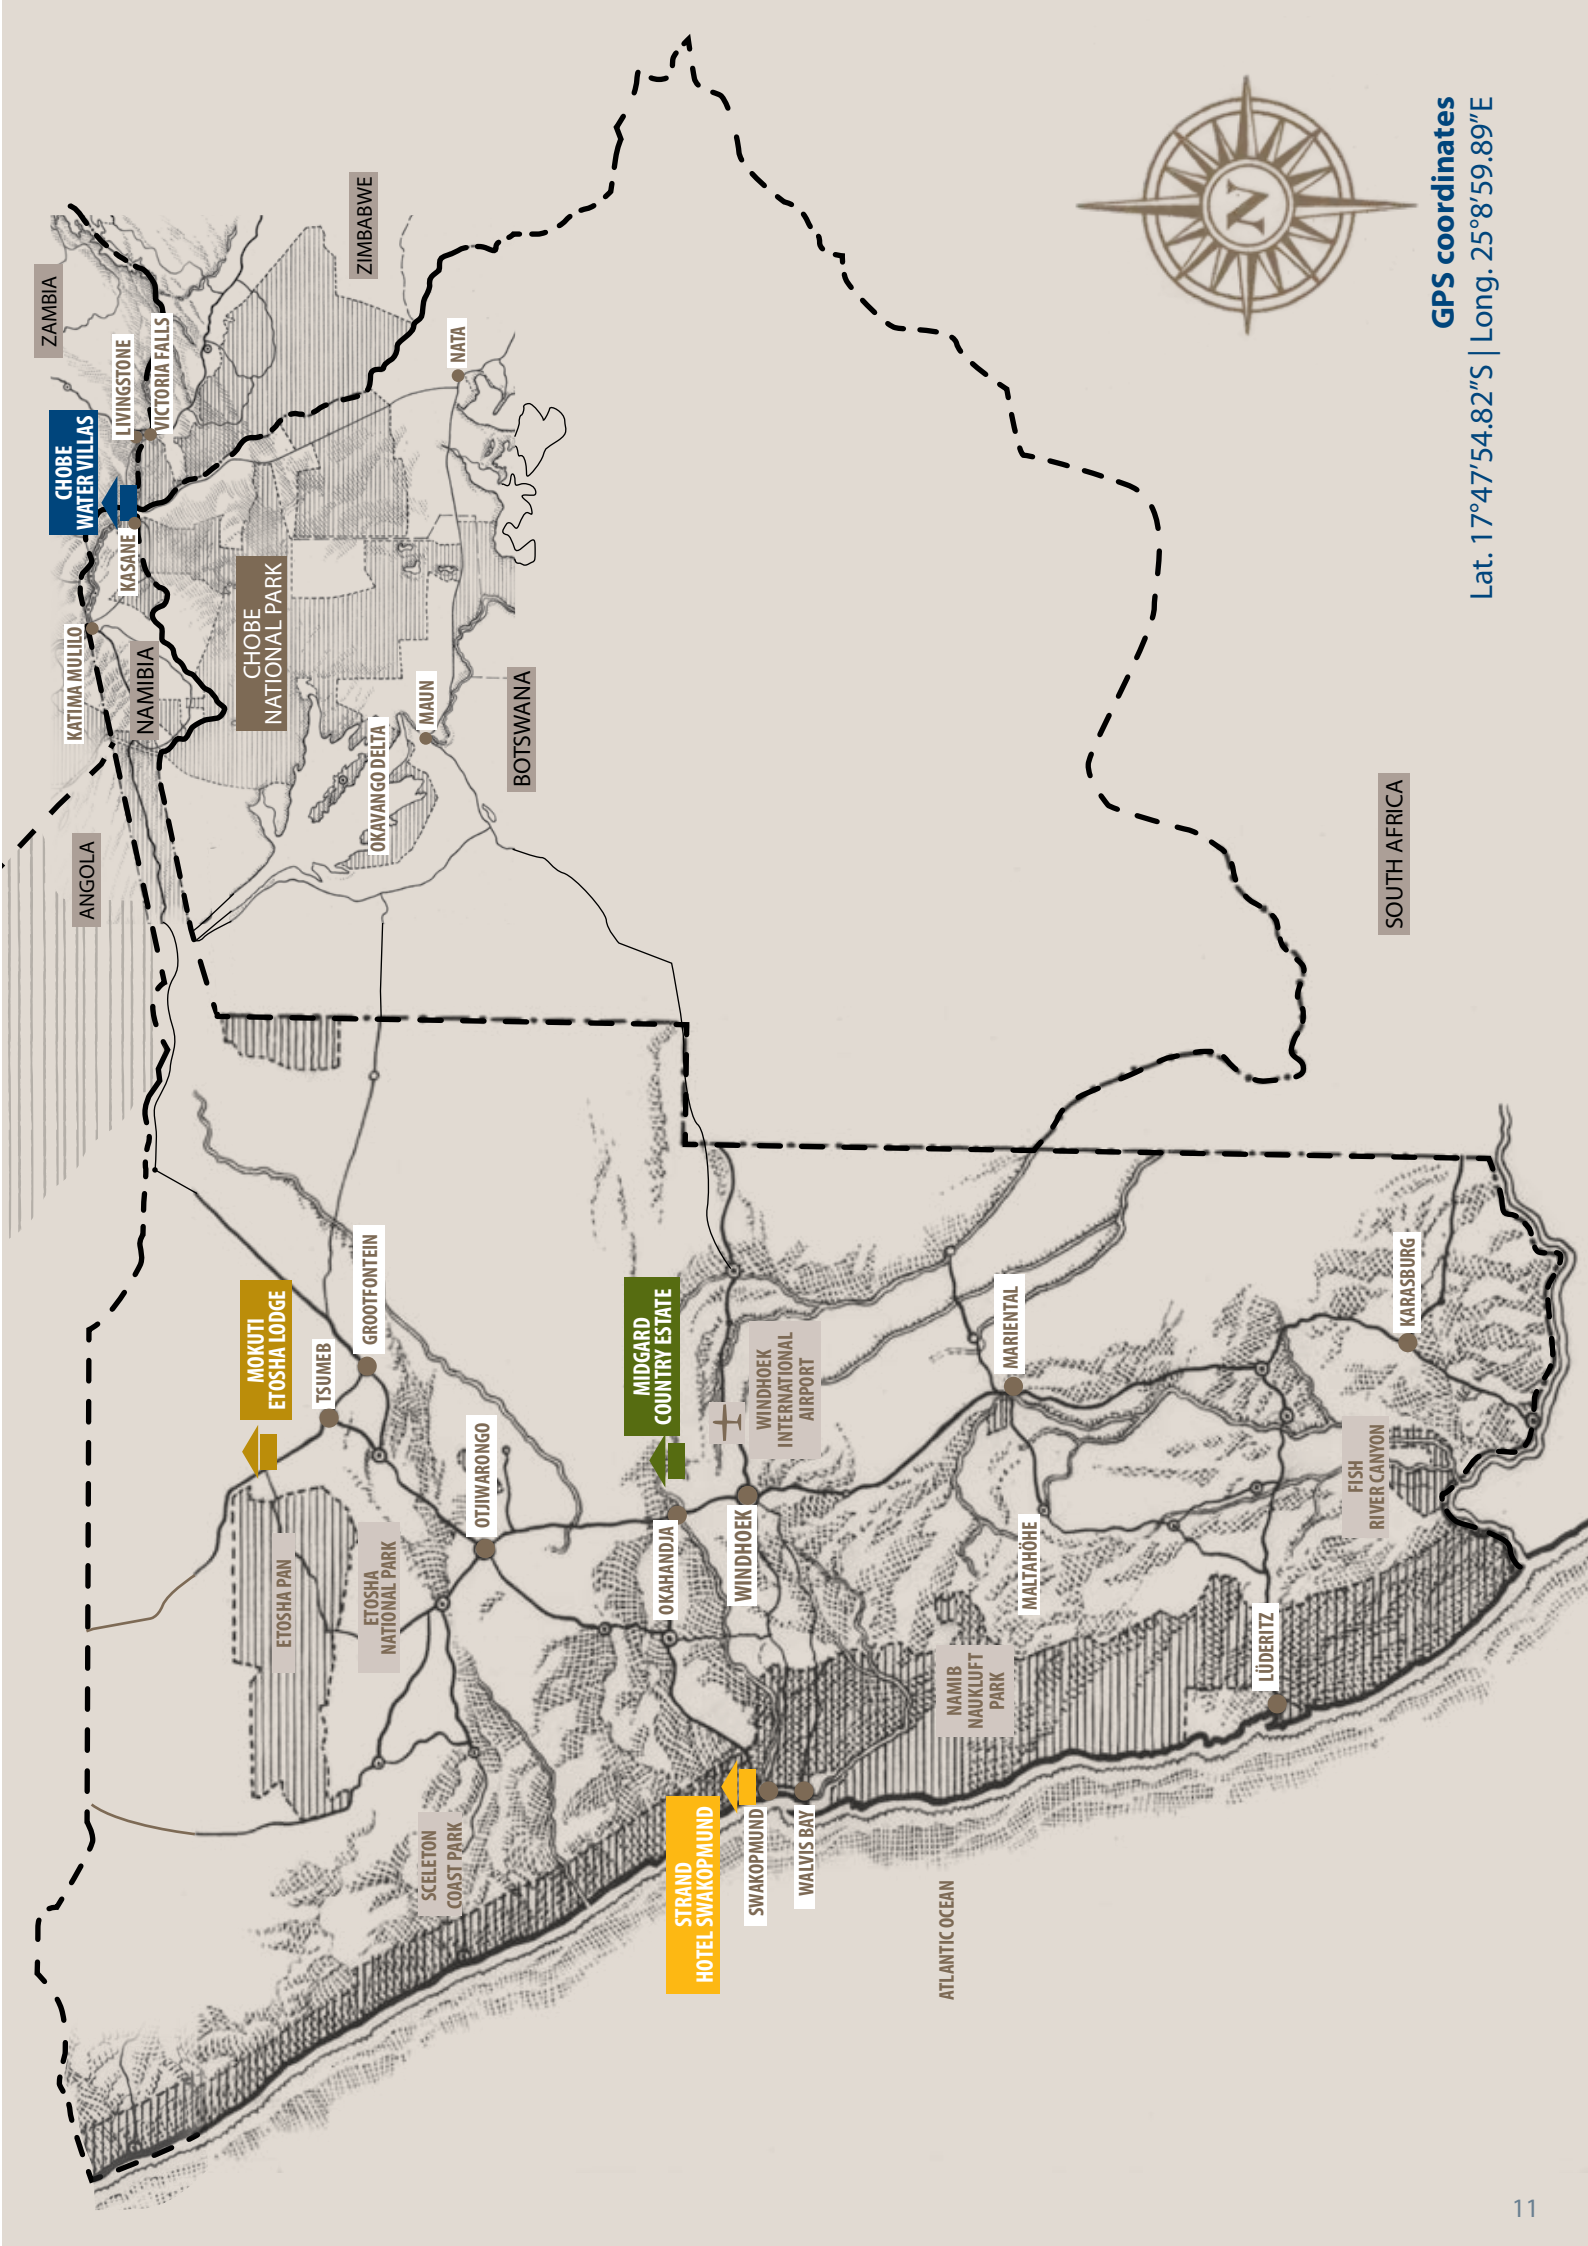 ZAMBIA
CHOBE
WATER VILLAS
LIVINGSTONE
VICTORIA FALLS
ZIMBABWE
KASANE
KATIMA MULILO
NAMIBIA
CHOBE
NATIONAL PARK
NATA
MAUN
OKAVANGO DELTA
BOTSWANA
ANGOLA
MOKUTI
ETOSHA LODGE
TSUMEB
GROOTFONTEIN
ETOSHA PAN
ETOSHA
NATIONAL PARK
OTJIWARONGO
SCELETON
COAST PARK
MIDGARD
COUNTRY ESTATE
OKAHANDJA
WINDHOEK
WINDHOEK
INTERNATIONAL
AIRPORT
STRAND
HOTEL SWAKOPMUND
SWAKOPMUND
WALVIS BAY
ATLANTIC OCEAN
NAMIB
NAUKLUFT
PARK
MARIENTAL
MALTAHÖHE
LÜDERITZ
FISH
RIVER CANYON
KARASBURG
SOUTH AFRICA
N
GPS coordinates
Lat. 17°47’54.82’’S | Long. 25°8’59.89’’E
11